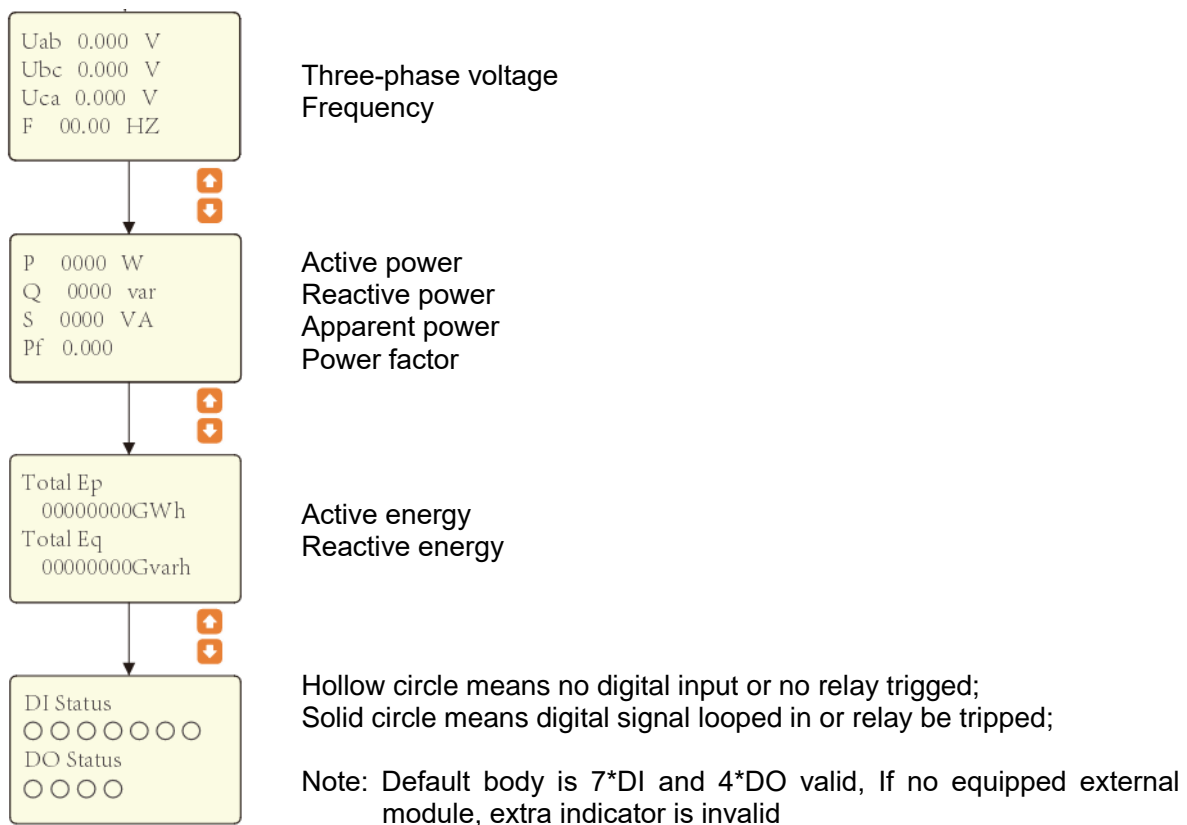 Uab 0.000 V
Ubc 0.000 V
Uca 0.000 V
F 00.00 HZ
Three-phase voltage
Frequency
P 0000 W
Q 0000 var
S 0000 VA
Pf 0.000
Active power
Reactive power
Apparent power
Power factor
Total Ep
00000000GWh
Total Eq
00000000Gvarh
Active energy
Reactive energy
DI Status
DO Status
Hollow circle means no digital input or no relay trigged;
Solid circle means digital signal looped in or relay be tripped;
Note: Default body is 7*DI and 4*DO valid, If no equipped external
module, extra indicator is invalid